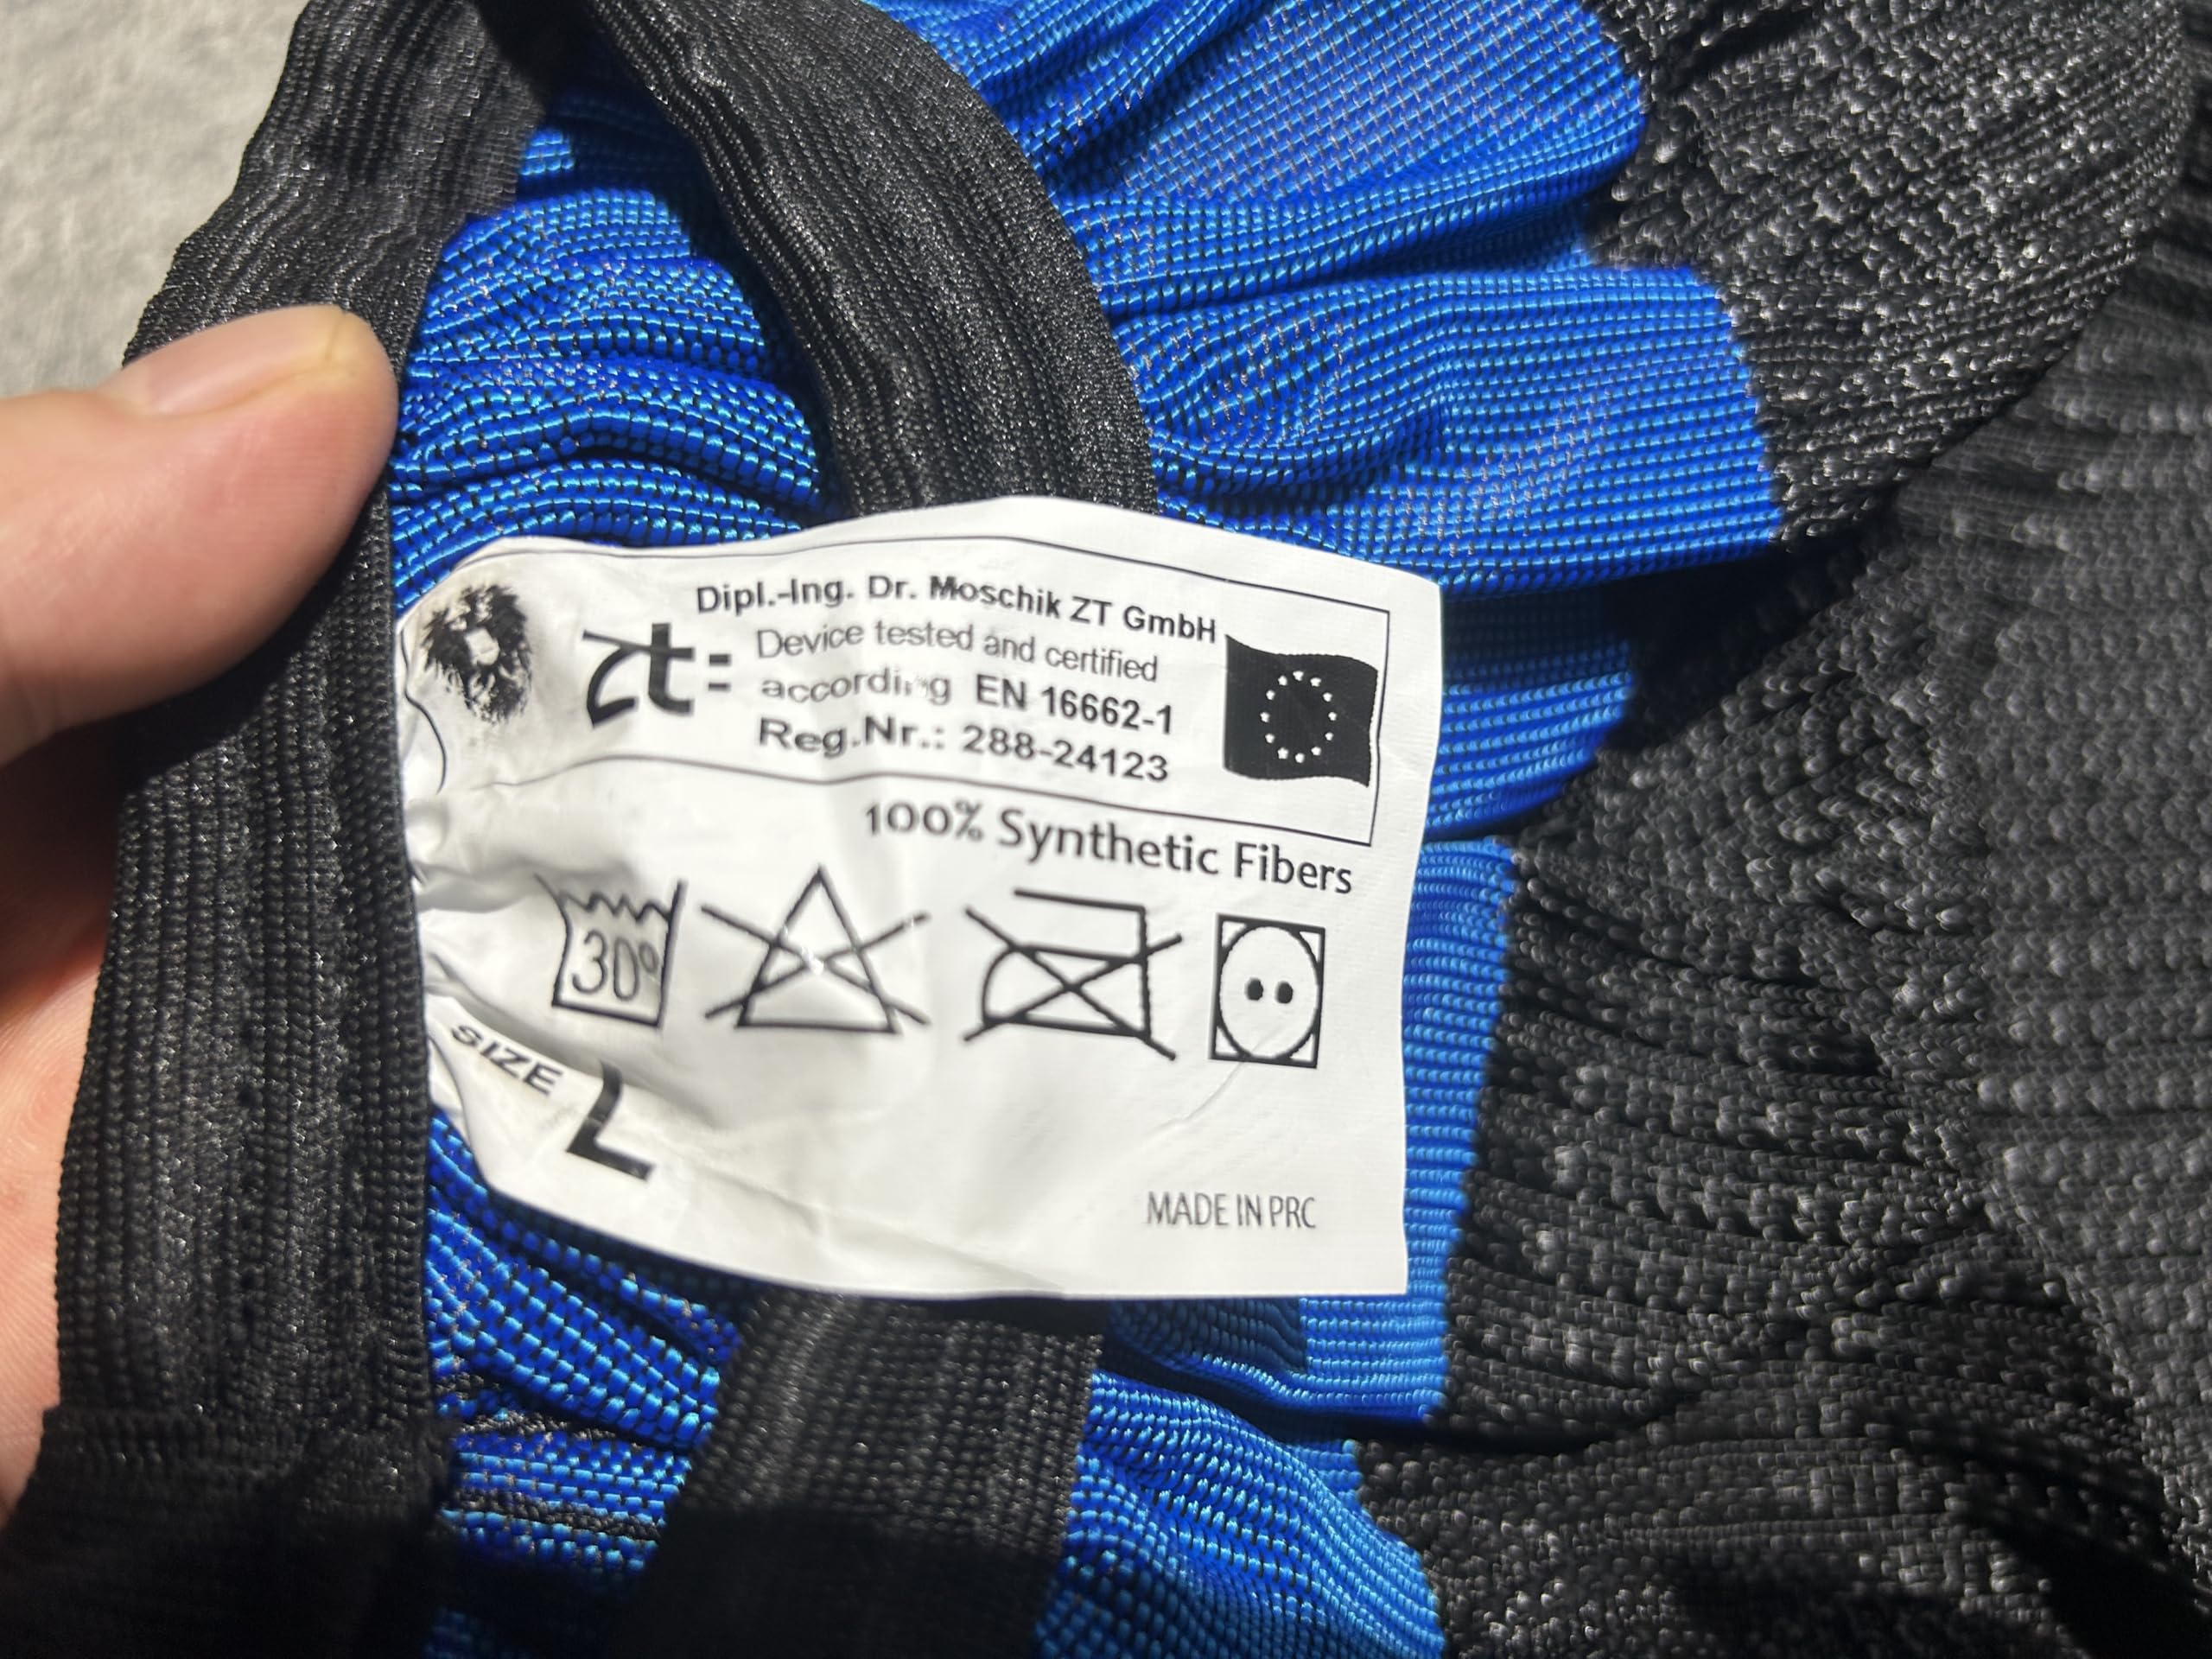 Dipl.-Ing. Dr. Moschik ZT GmbH
zt:
Device tested and certified
according EN 16662-1
Reg.Nr.: 288-24123
100% Synthetic Fibers
30°
SIZE L
MADE IN PRC